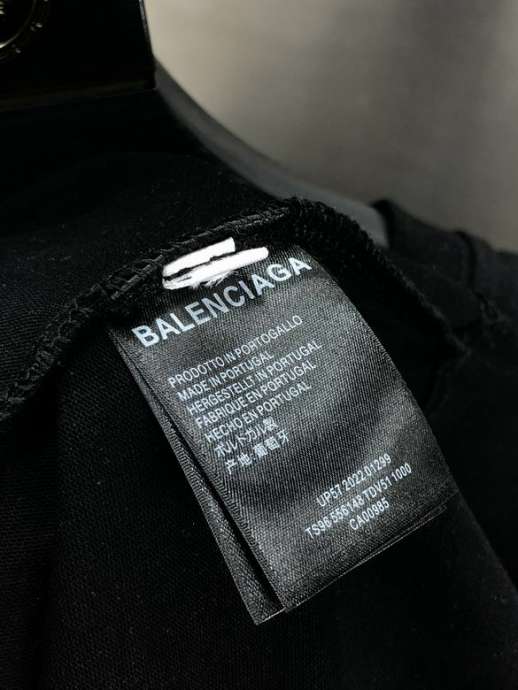 BALENCIAGA
PRODOTTO IN PORTOGALLO
MADE IN PORTUGAL
HERGESTELLT IN PORTUGAL
FABRIQUE EN PORTUGAL
HECHO EN PORTUGAL
ポルトカル製
产地 葡萄牙
UP57 2022.01299
TS96 556148 TDV51 1000
CA00985